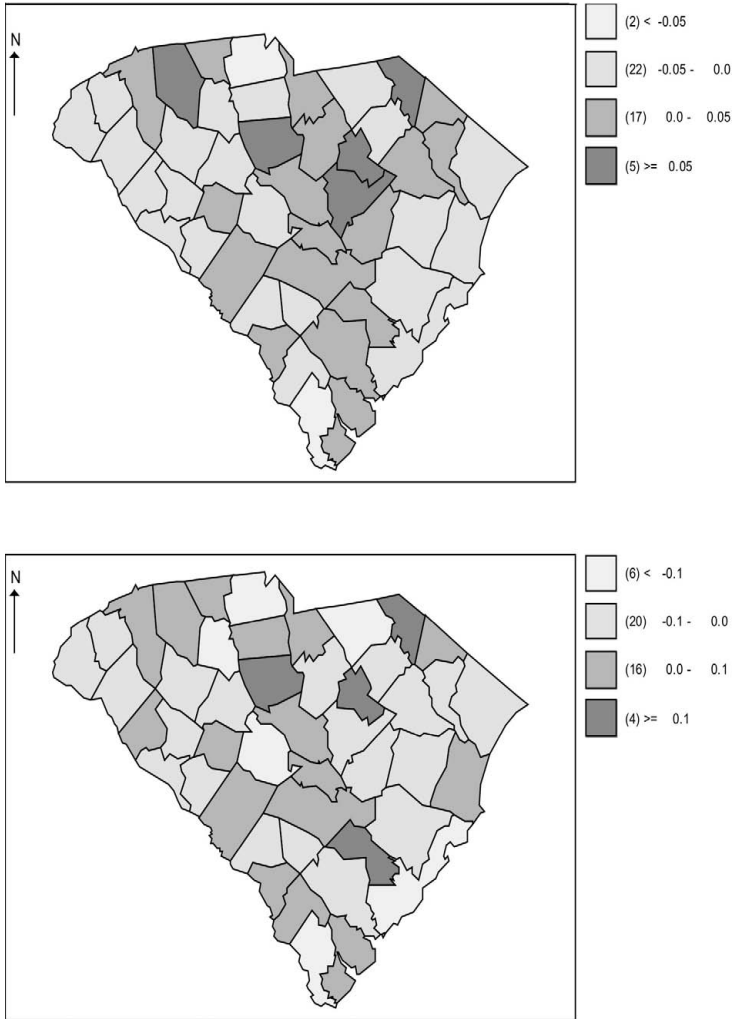 N
(2) < -0.05
(22) -0.05 - 0.0
(17) 0.0 - 0.05
(5) >= 0.05
N
(6) < -0.1
(20) -0.1 - 0.0
(16) 0.0 - 0.1
(4) >= 0.1